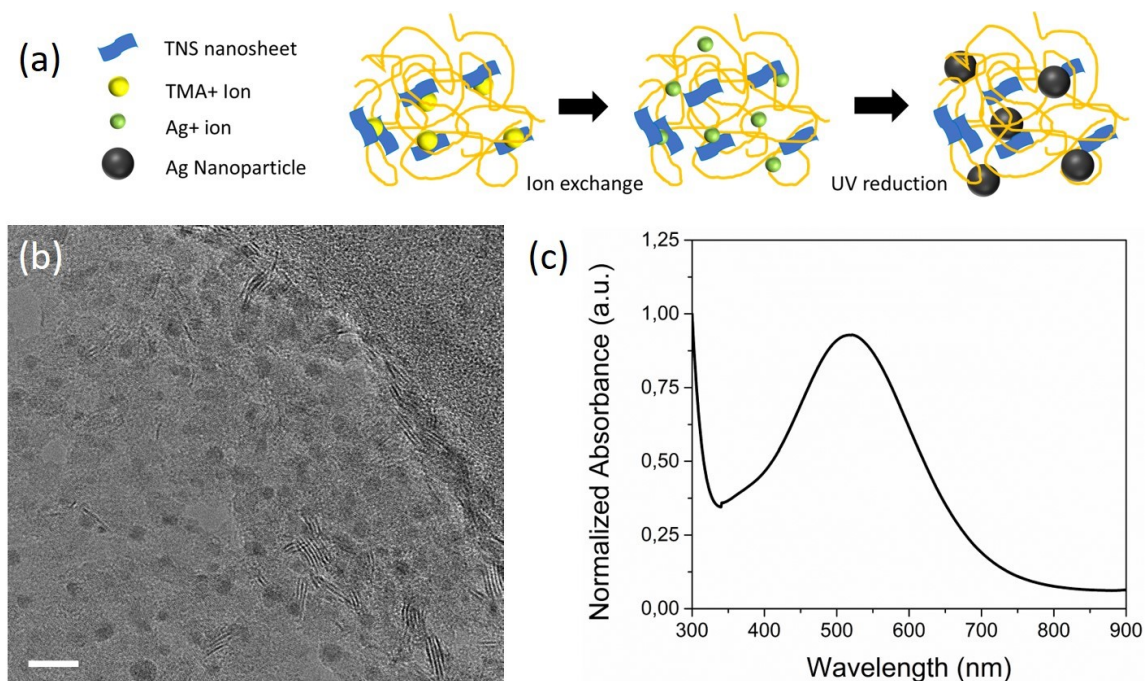 (a)
TNS nanosheet
TMA+ Ion
Ag+ ion
Ag Nanoparticle
Ion exchange
UV reduction
(b)
(c)
Normalized Absorbance (a.u.)
1,25
1,00
0,75
0,50
0,25
0,00
300 400 500 600 700 800 900
Wavelength (nm)